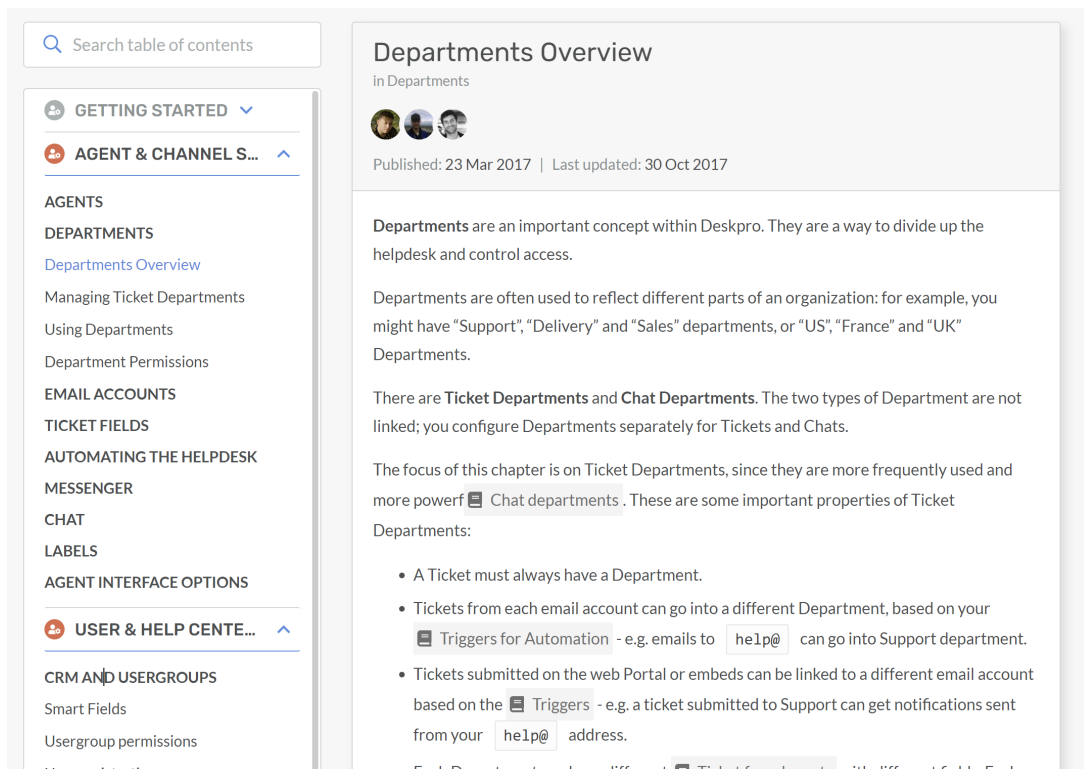 Search table of contents
GETTING STARTED
AGENT & CHANNEL S...
AGENTS
DEPARTMENTS
Departments Overview
Managing Ticket Departments
Using Departments
Department Permissions
EMAIL ACCOUNTS
TICKET FIELDS
AUTOMATING THE HELPDESK
MESSENGER
CHAT
LABELS
AGENT INTERFACE OPTIONS
USER & HELP CENTE...
CRM AND USERGROUPS
Smart Fields
Usergroup permissions
Departments Overview
in Departments
Published: 23 Mar 2017 | Last updated: 30 Oct 2017
Departments are an important concept within Deskpro. They are a way to divide up the
helpdesk and control access.
Departments are often used to reflect different parts of an organization: for example, you
might have “Support”, “Delivery” and “Sales” departments, or “US”, “France” and “UK”
Departments.
There are Ticket Departments and Chat Departments. The two types of Department are not
linked; you configure Departments separately for Tickets and Chats.
The focus of this chapter is on Ticket Departments, since they are more frequently used and
more powerf Chat departments . These are some important properties of Ticket
Departments:
• A Ticket must always have a Department.
• Tickets from each email account can go into a different Department, based on your
Triggers for Automation - e.g. emails to help@ can go into Support department.
• Tickets submitted on the web Portal or embeds can be linked to a different email account
based on the Triggers - e.g. a ticket submitted to Support can get notifications sent
from your help@ address.